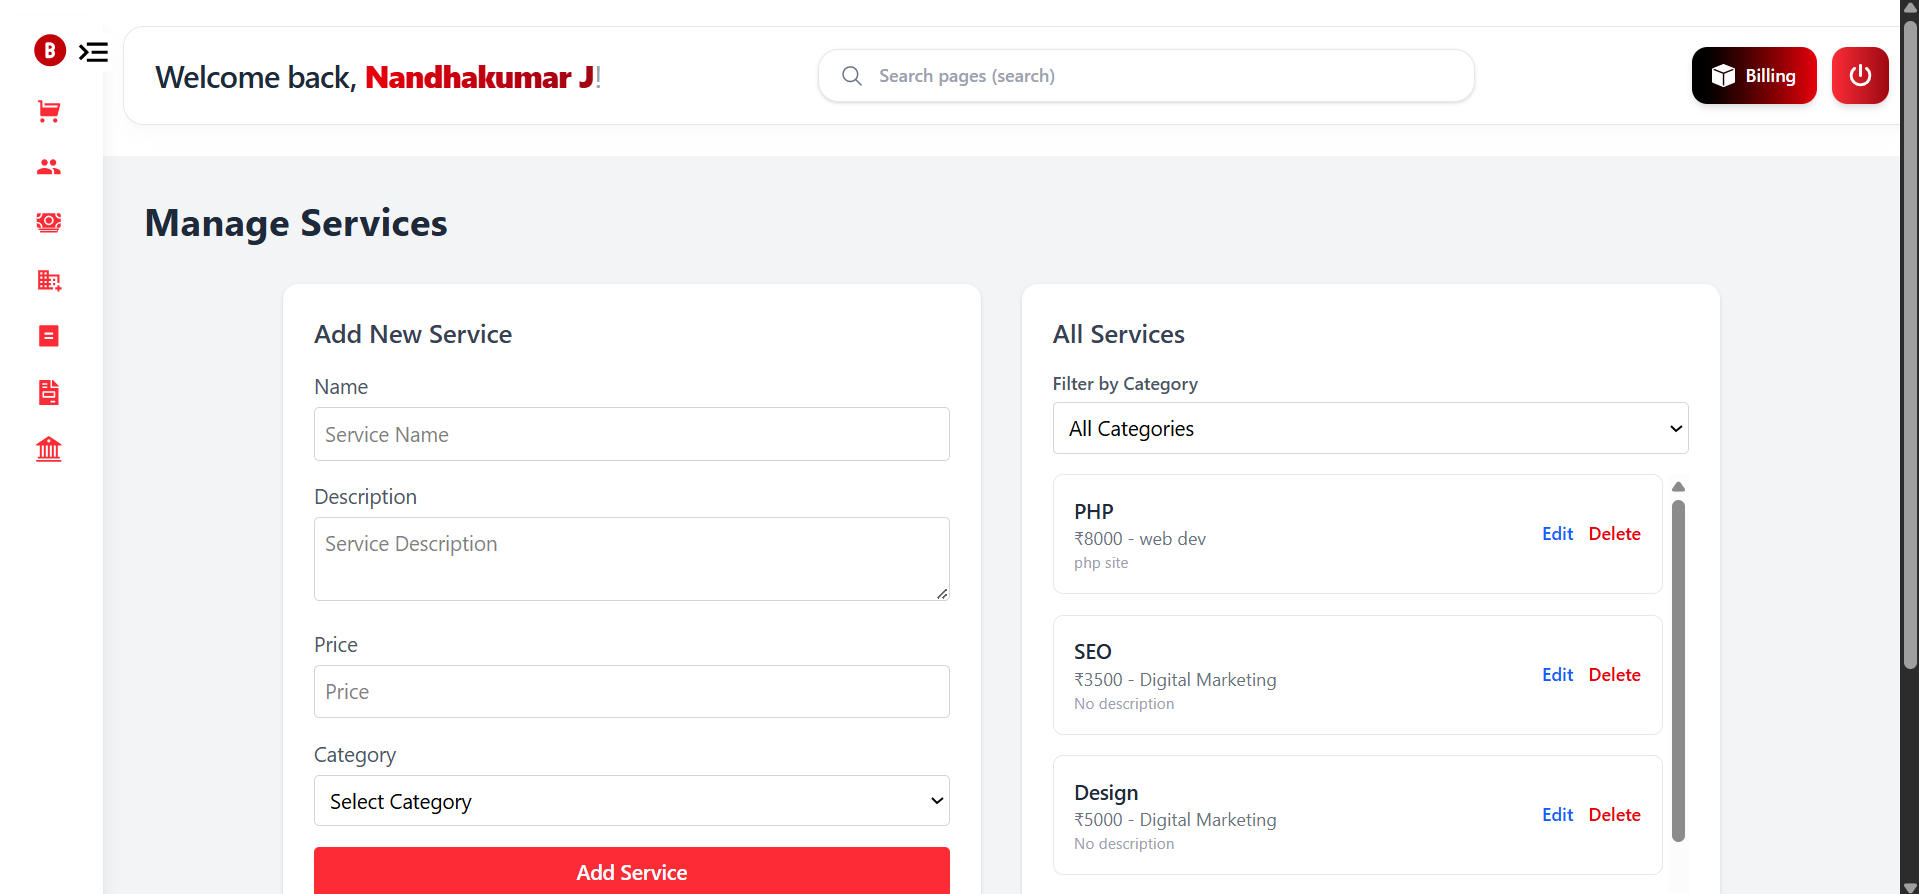 B
Welcome back, Nandhakumar J!
Search pages (search)
Billing
Manage Services
Add New Service
Name
Service Name
Description
Service Description
Price
Price
Category
Select Category
Add Service
All Services
Filter by Category
All Categories
PHP
₹8000 - web dev
php site
Edit Delete
SEO
₹3500 - Digital Marketing
No description
Edit Delete
Design
₹5000 - Digital Marketing
No description
Edit Delete